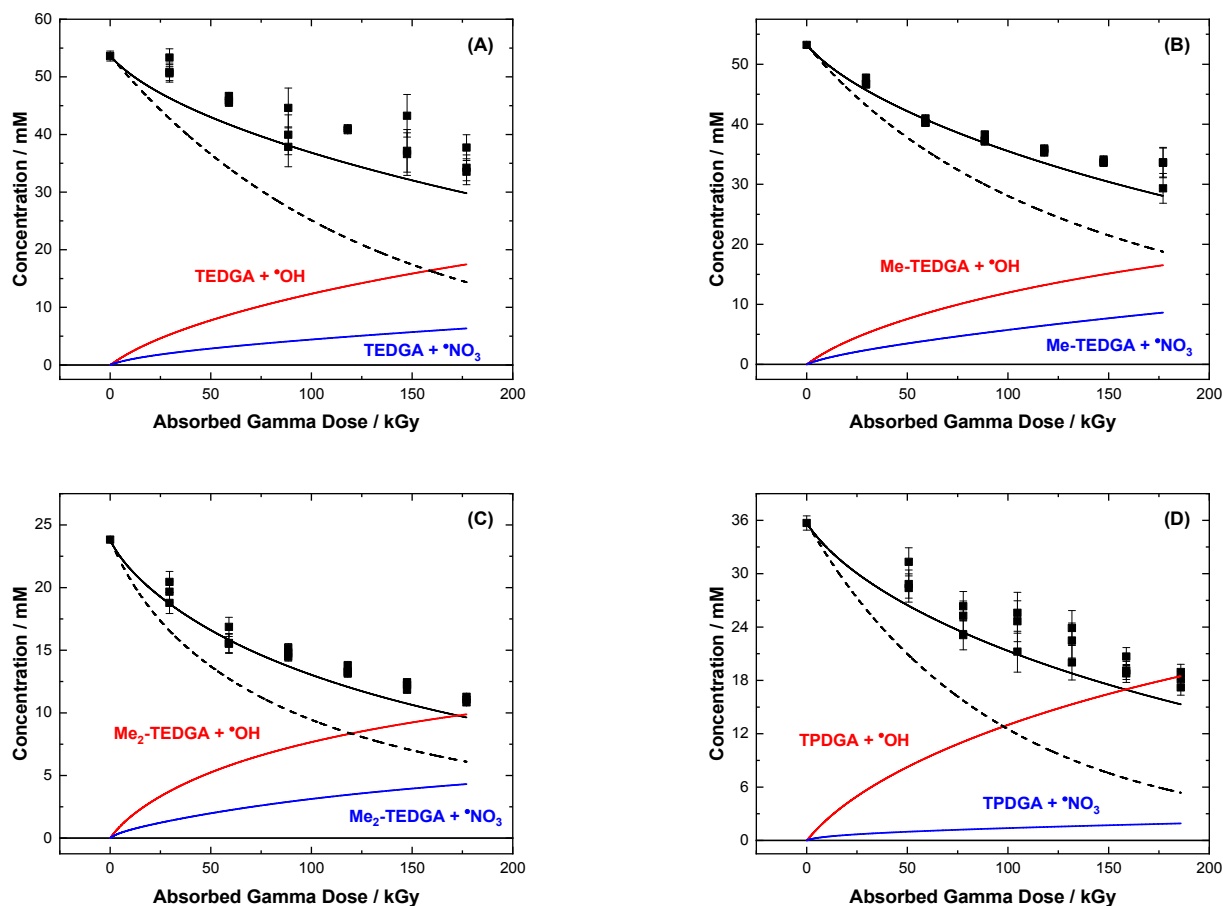 (A)
Concentration / mM
60
50
40
30
20
10
0
TEDGA + •OH
TEDGA + •NO₃
0 50 100 150 200
Absorbed Gamma Dose / kGy
(B)
Concentration / mM
50
40
30
20
10
0
Me-TEDGA + •OH
Me-TEDGA + •NO₃
0 50 100 150 200
Absorbed Gamma Dose / kGy
(C)
Concentration / mM
25
20
15
10
5
0
Me₂-TEDGA + •OH
Me₂-TEDGA + •NO₃
0 50 100 150 200
Absorbed Gamma Dose / kGy
(D)
Concentration / mM
36
30
24
18
12
6
0
TPDGA + •OH
TPDGA + •NO₃
0 50 100 150 200
Absorbed Gamma Dose / kGy